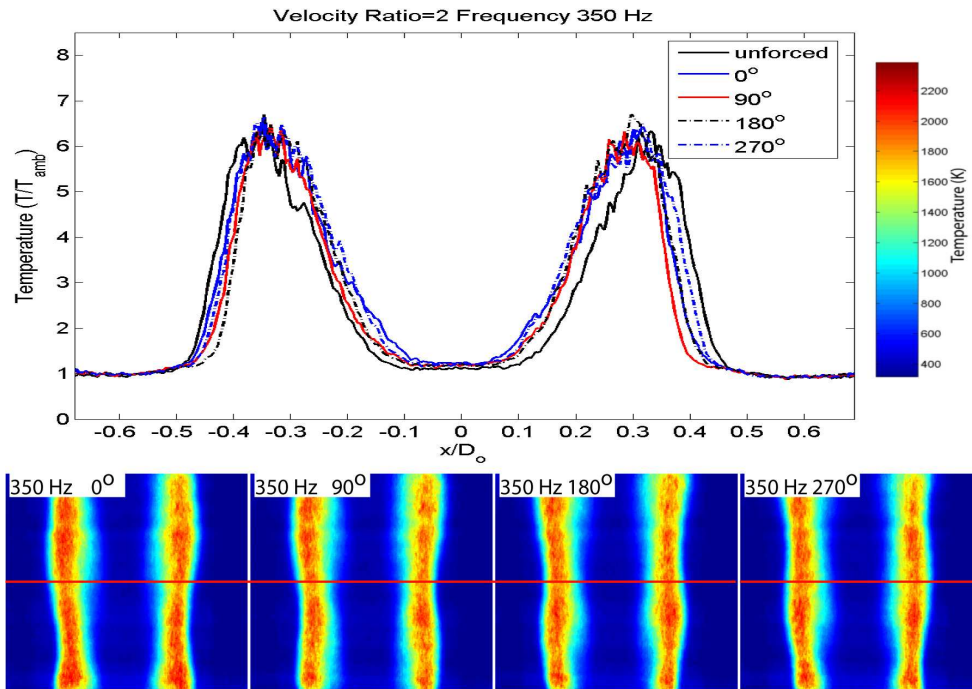 Velocity Ratio=2 Frequency 350 Hz
8
7
6
5
4
3
2
1
0
Temperature (T/T_amb)
unforced
0°
90°
180°
270°
-0.6 -0.5 -0.4 -0.3 -0.2 -0.1 0 0.1 0.2 0.3 0.4 0.5 0.6
x/D_o
2200
2000
1800
1600
1400
1200
1000
800
600
400
Temperature (K)
350 Hz 0°
350 Hz 90°
350 Hz 180°
350 Hz 270°